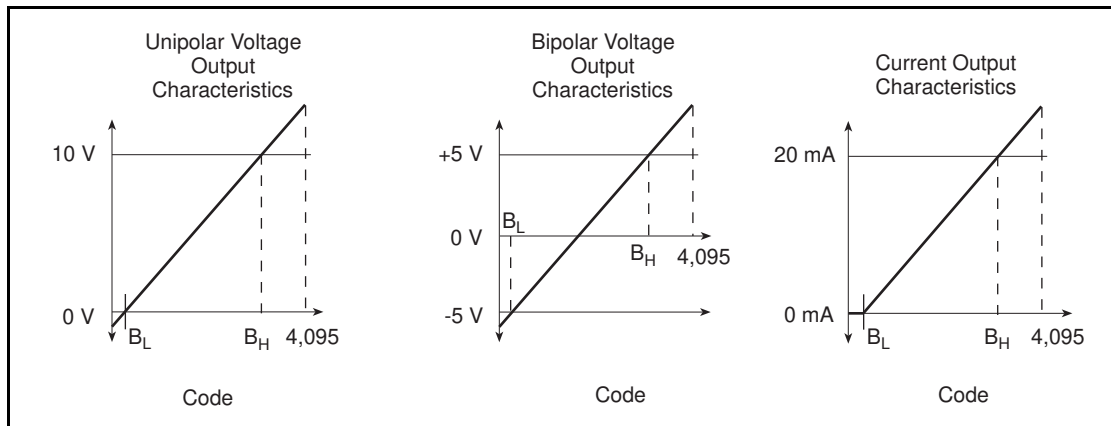 Unipolar Voltage
Output
Characteristics
10 V
0 V
B_L
B_H
4,095
Code
Bipolar Voltage
Output
Characteristics
+5 V
B_L
0 V
B_H
4,095
-5 V
Current Output
Characteristics
20 mA
0 mA
B_L
B_H
4,095
Code